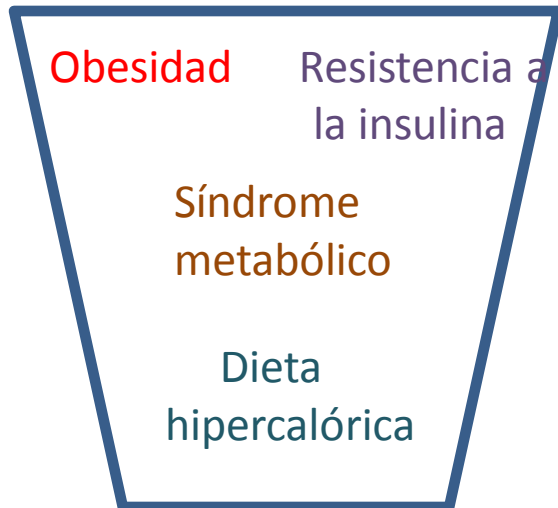 Obesidad
Resistencia a
la insulina
Síndrome
metabólico
Dieta
hipercalórica